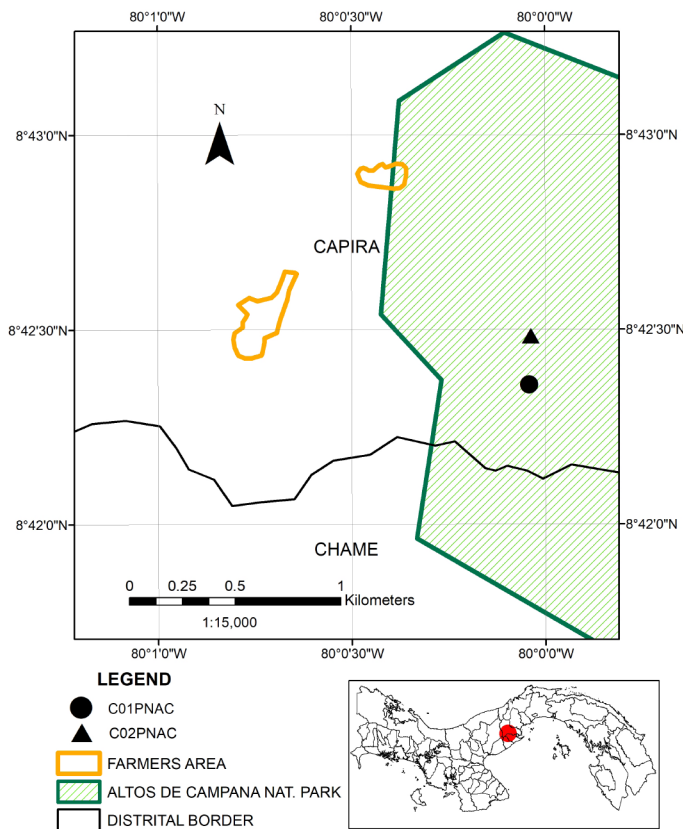 80°1'0"W 80°0'30"W 80°0'0"W
N
8°43'0"N 8°43'0"N
CAPIRA
8°42'30"N 8°42'30"N
8°42'0"N 8°42'0"N
CHAME
0 0.25 0.5 1
Kilometers
1:15,000
80°1'0"W 80°0'30"W 80°0'0"W
LEGEND
C01PNAC
C02PNAC
FARMERS AREA
ALTOS DE CAMPANA NAT. PARK
DISTRITAL BORDER